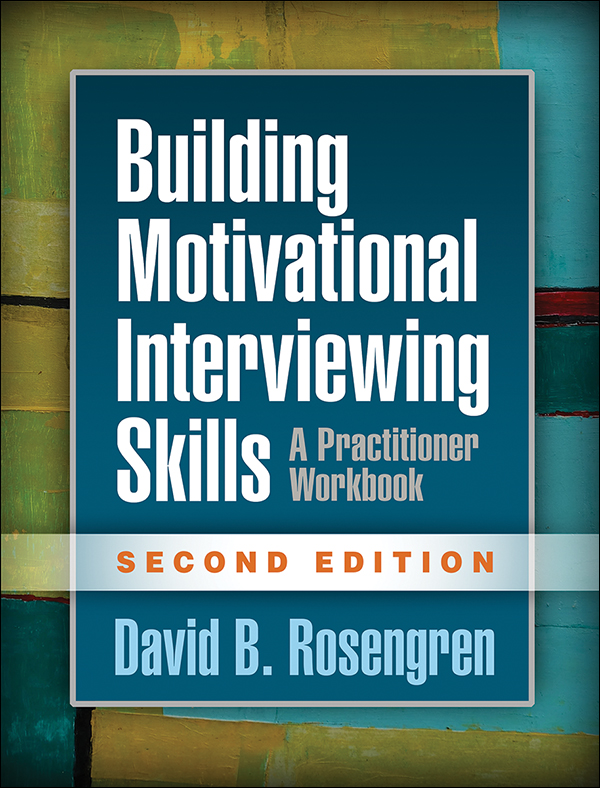 Building
Motivational
Interviewing
Skills
A Practitioner
Workbook
SECOND EDITION
David B. Rosengren